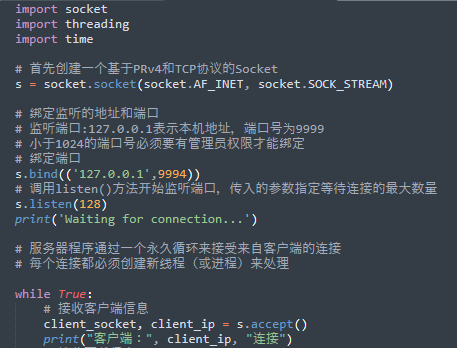 import socket
import threading
import time
# 首先创建一个基于PRv4和TCP协议的Socket
s = socket.socket(socket.AF_INET, socket.SOCK_STREAM)
# 绑定监听的地址和端口
# 监听端口:127.0.0.1表示本机地址，端口号为9999
# 小于1024的端口号必须要有管理员权限才能绑定
# 绑定端口
s.bind(('127.0.0.1',9994))
# 调用listen()方法开始监听端口，传入的参数指定等待连接的最大数量
s.listen(128)
print('Waiting for connection...')
# 服务器程序通过一个永久循环来接受来自客户端的连接
# 每个连接都必须创建新线程（或进程）来处理
while True:
# 接收客户端信息
client_socket, client_ip = s.accept()
print("客户端：", client_ip, "连接")